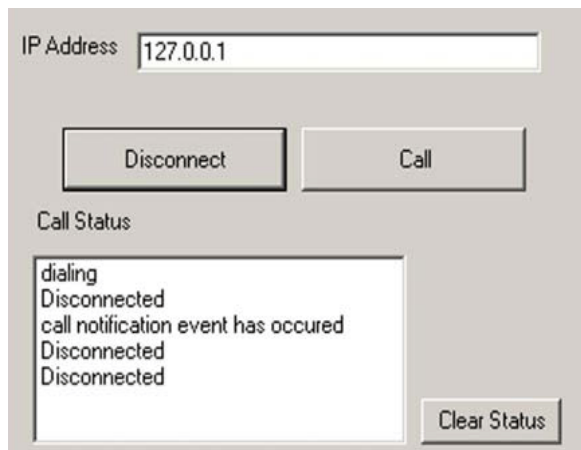 IP Address 127.0.0.1
Disconnect Call
Call Status
dialing
Disconnected
call notification event has occured
Disconnected
Disconnected
Clear Status